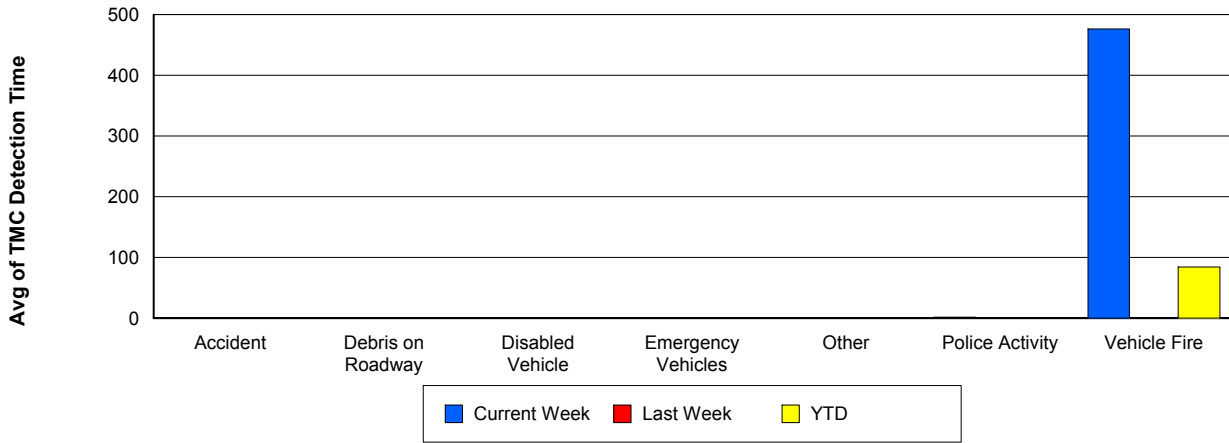 Avg of TMC Detection Time
500
400
300
200
100
0
Accident
Debris on
Roadway
Disabled
Vehicle
Emergency
Vehicles
Other
Police Activity
Vehicle Fire
Current Week
Last Week
YTD